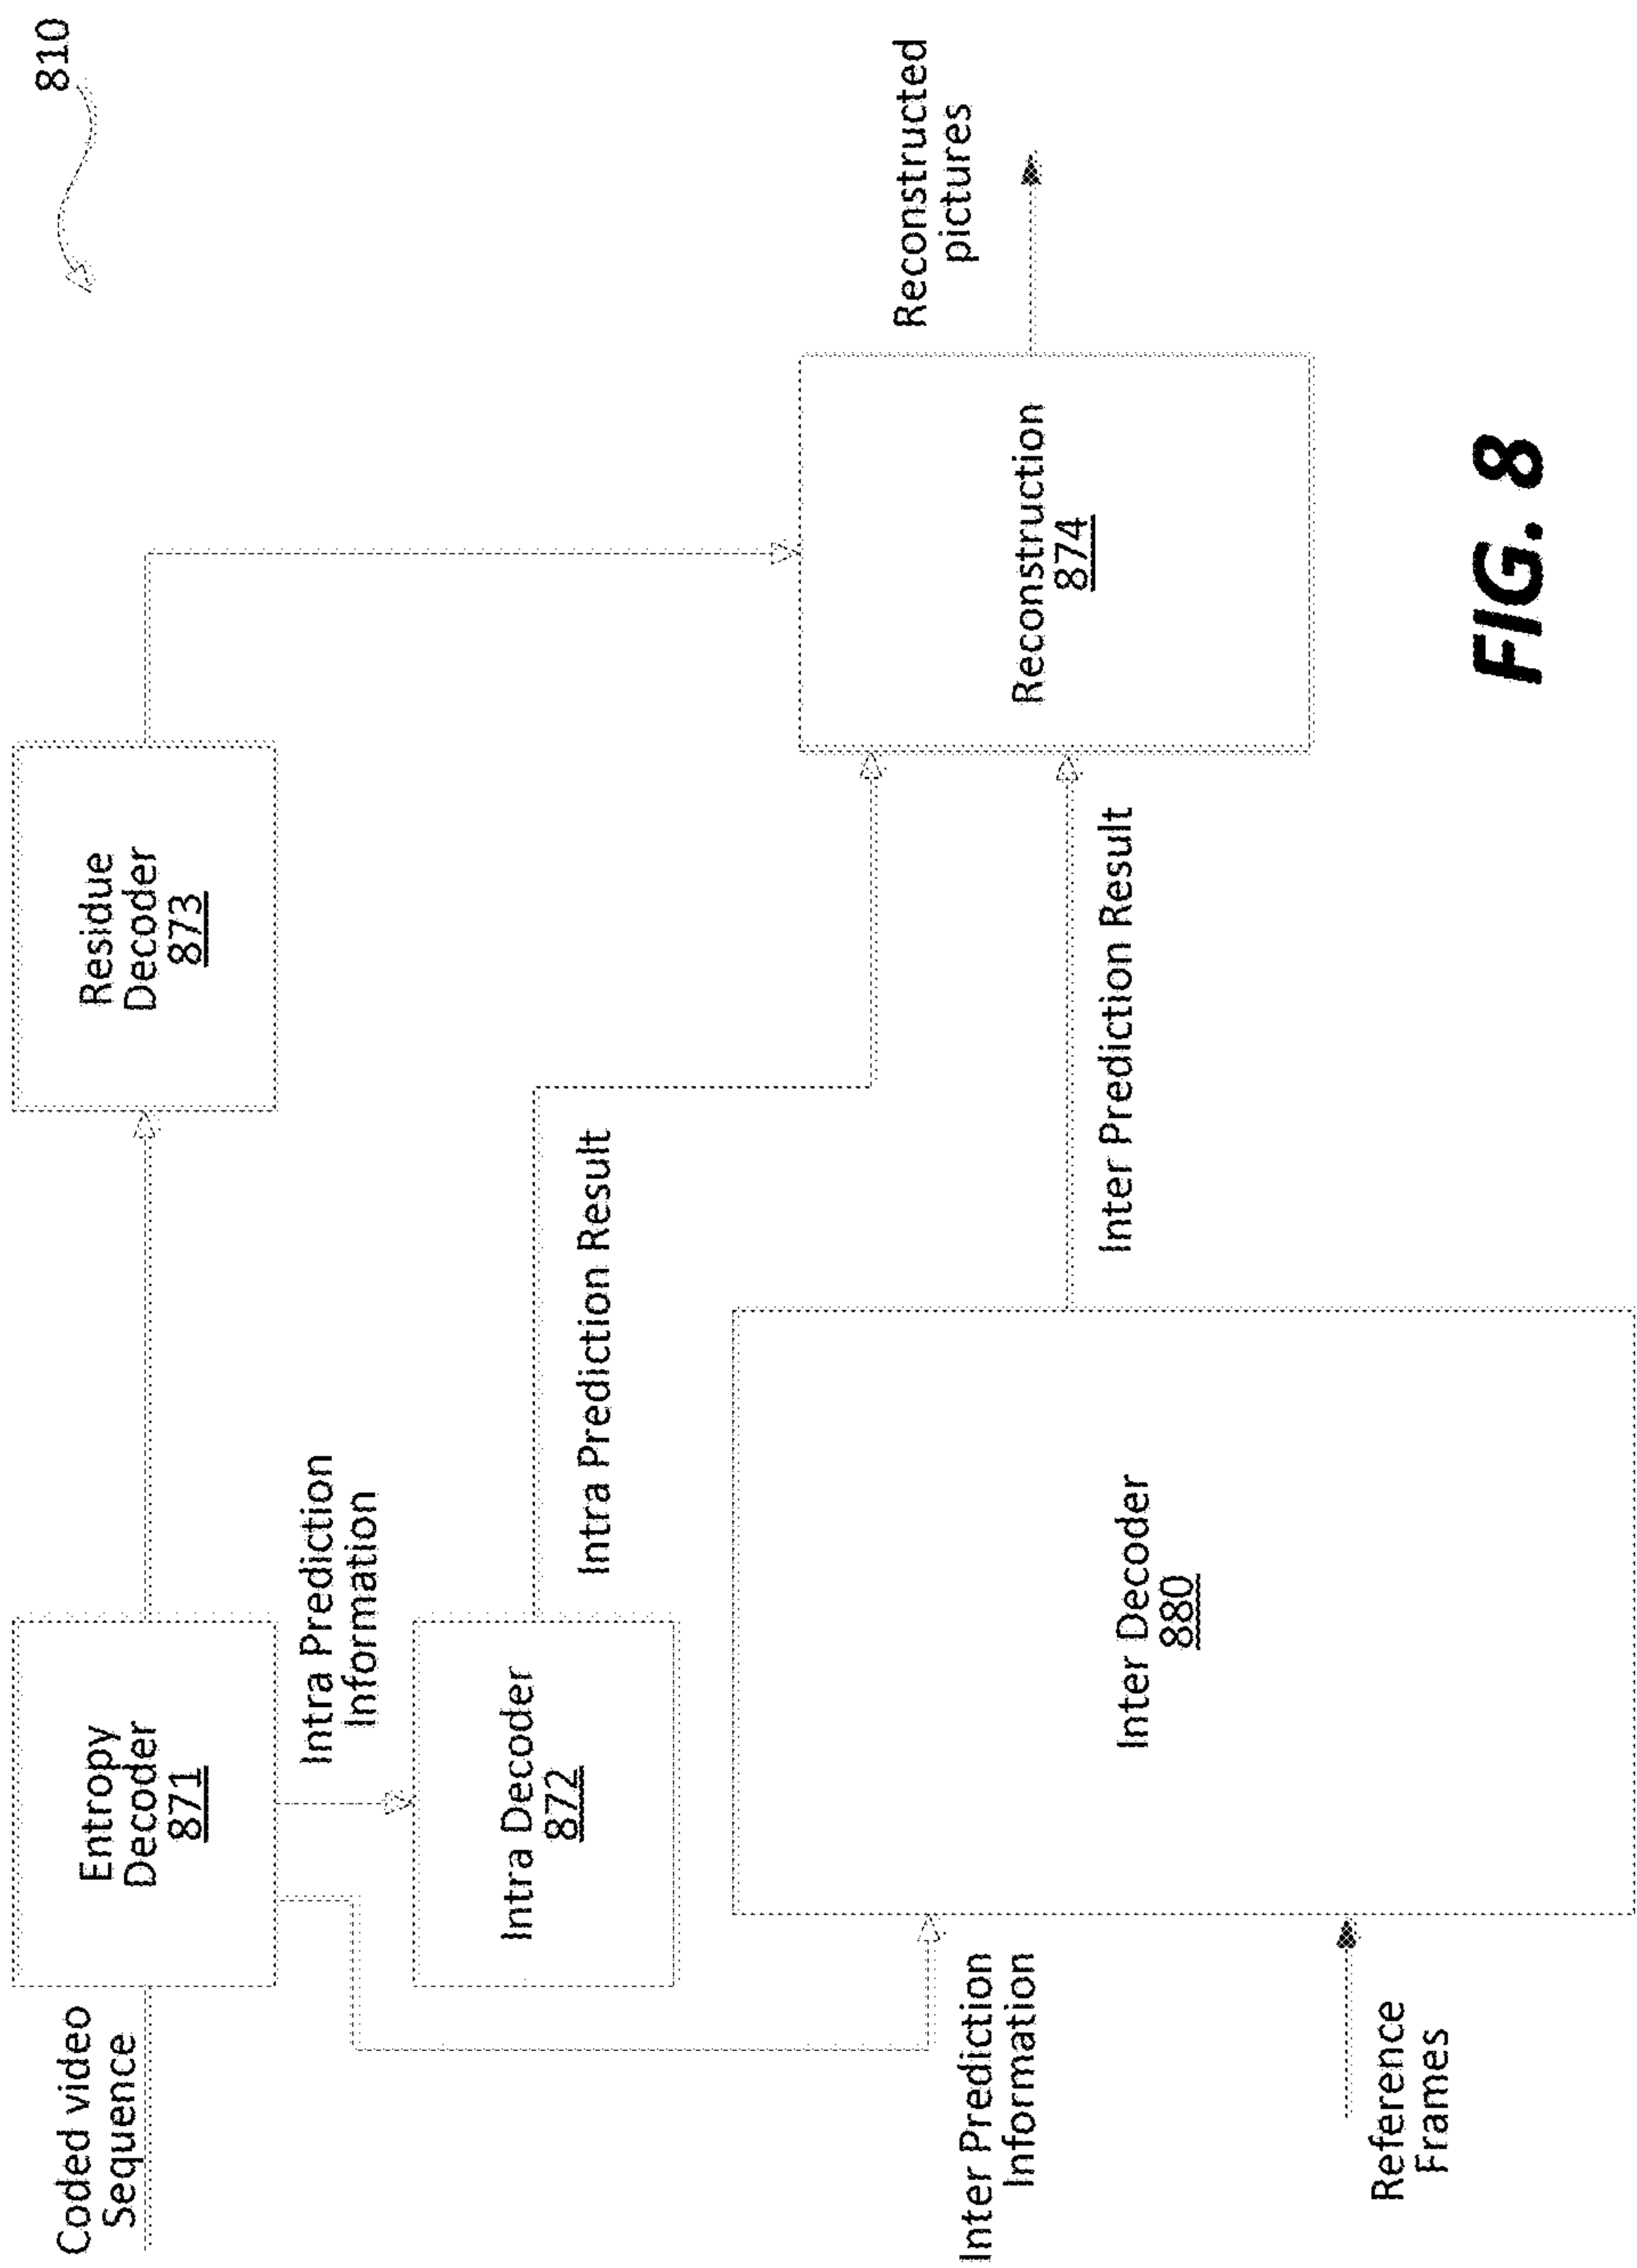 810
Coded video
Sequence
Entropy
Decoder
871
Residue
Decoder
873
Intra Prediction
Information
Intra Decoder
872
Intra Prediction Result
Reconstructed
pictures
Reconstruction
874
Inter Prediction
Information
Inter Decoder
880
Inter Prediction Result
Reference
Frames
FIG. 8